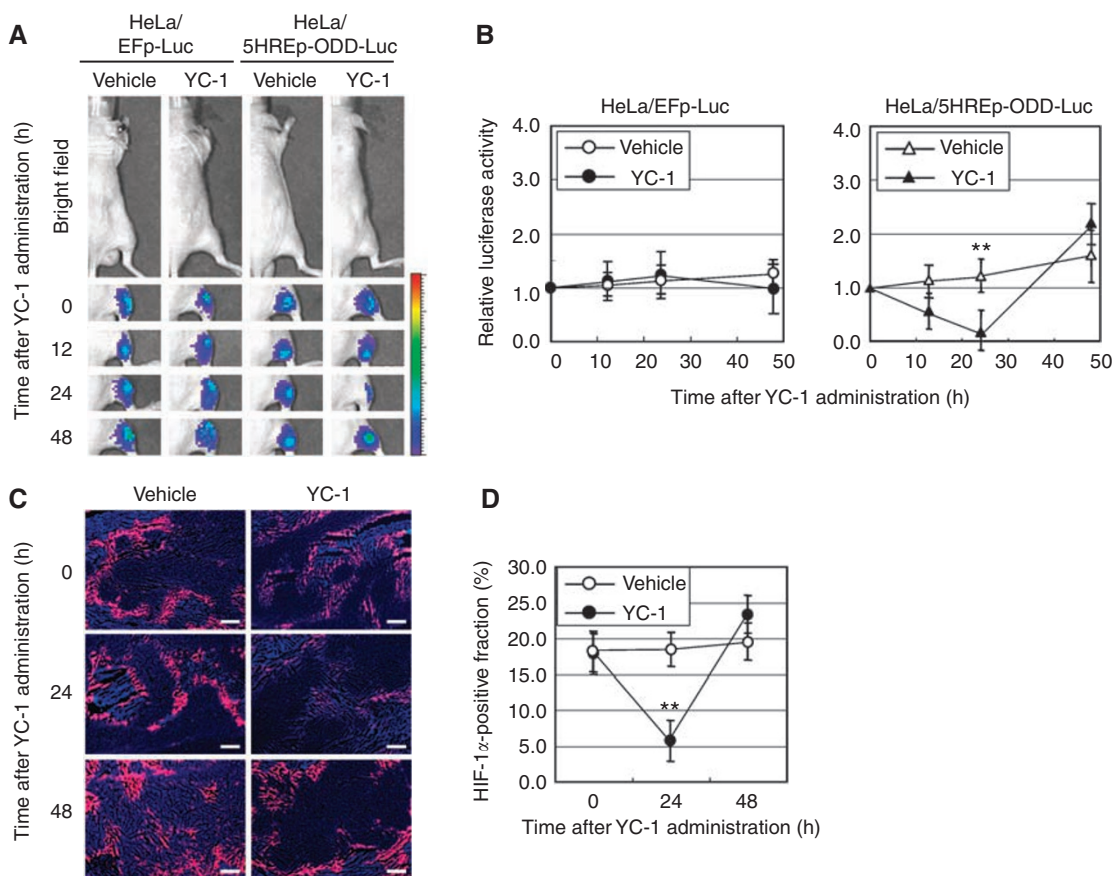 A
HeLa/
EFp-Luc
HeLa/
5HREp-ODD-Luc
Vehicle
YC-1
Vehicle
YC-1
Time after YC-1 administration (h)
Bright field
0
12
24
48
B
HeLa/EFp-Luc
HeLa/5HREp-ODD-Luc
Relative luciferase activity
4.0
3.0
2.0
1.0
0.0
Vehicle
YC-1
0 10 20 30 40 50
4.0
3.0
2.0
1.0
0.0
Vehicle
YC-1
**
0 10 20 30 40 50
Time after YC-1 administration (h)
C
Vehicle
YC-1
Time after YC-1 administration (h)
0
24
48
D
HIF-1α-positive fraction (%)
30.0
25.0
20.0
15.0
10.0
5.0
0.0
Vehicle
YC-1
**
0 24 48
Time after YC-1 administration (h)